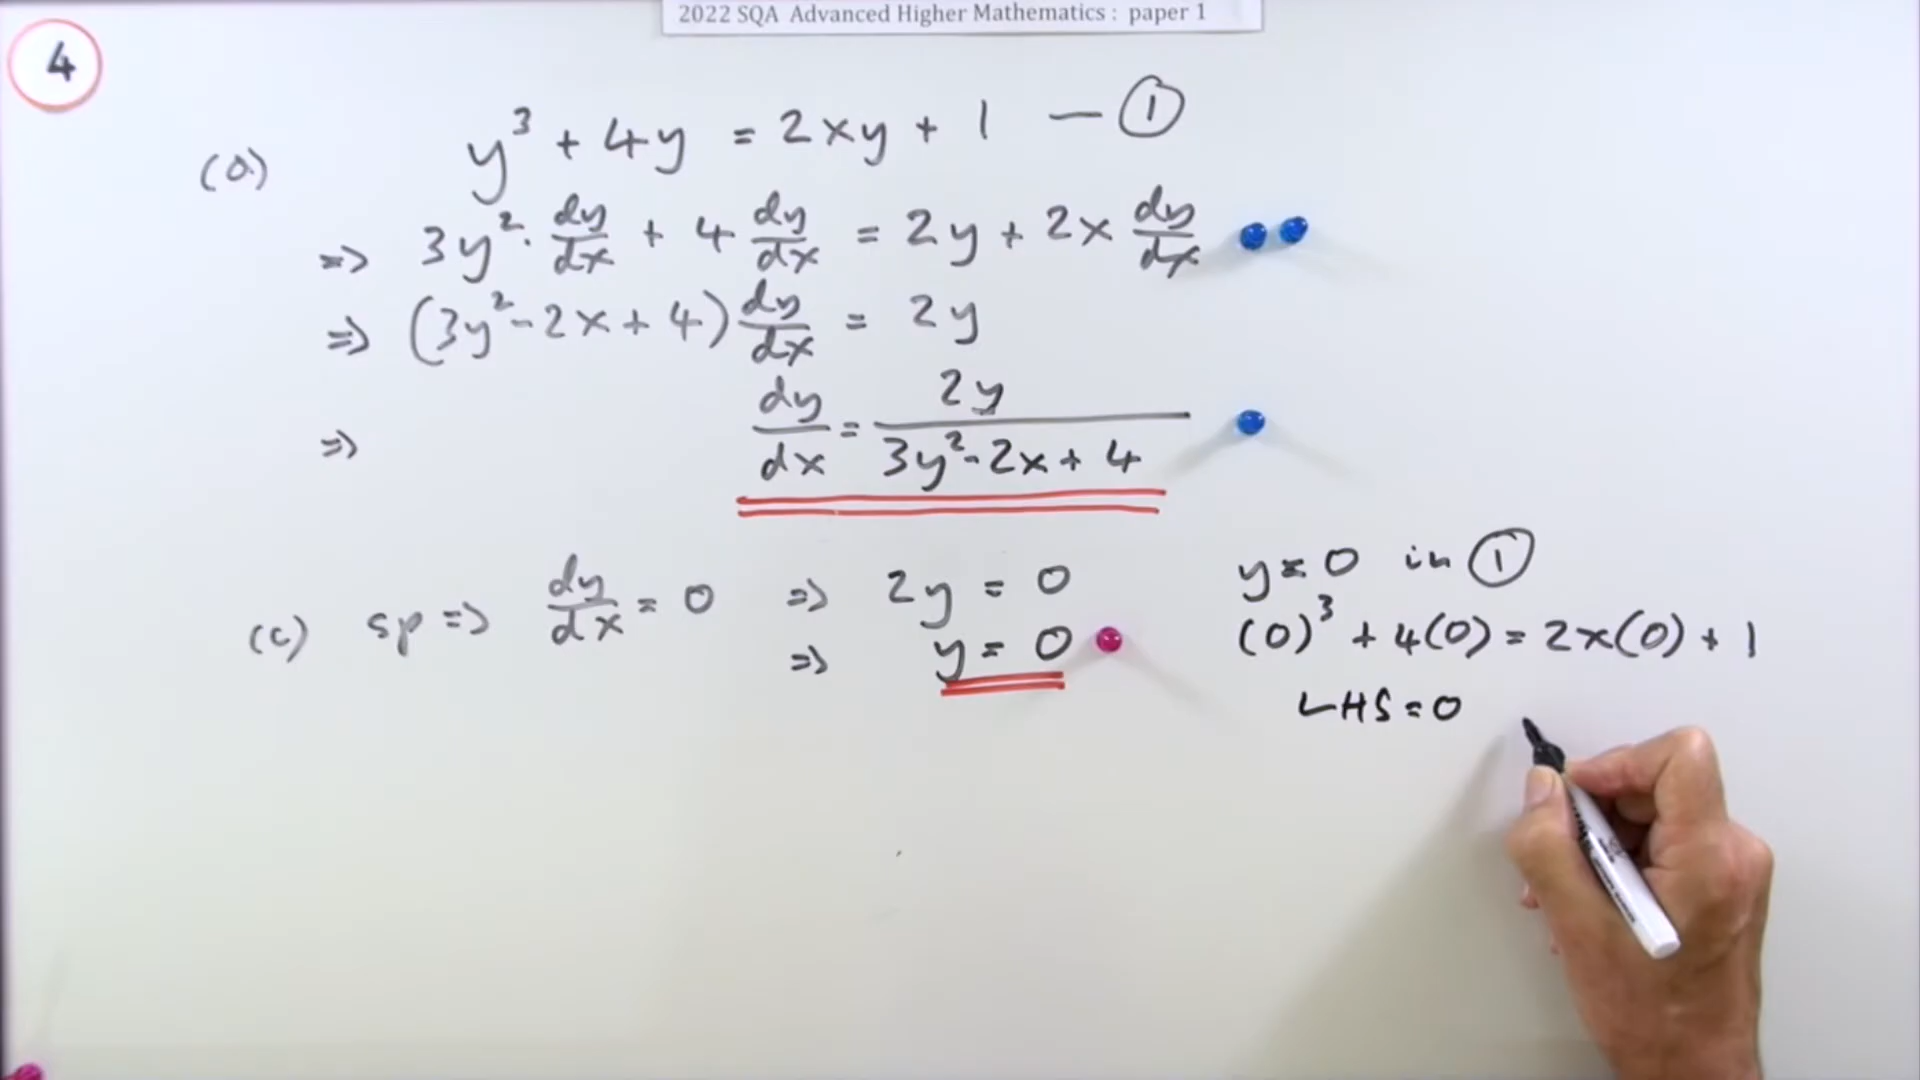 2022 SQA Advanced Higher Mathematics : paper 1
4
(a) y³ + 4y = 2xy + 1 — ①
=> 3y² · dy/dx + 4 dy/dx = 2y + 2x dy/dx
=> (3y² - 2x + 4) dy/dx = 2y
=> dy/dx = 2y/(3y² - 2x + 4)
(c) sp => dy/dx = 0 => 2y = 0
=> y = 0
y = 0 in ①
(0)³ + 4(0) = 2x(0) + 1
LHS = 0